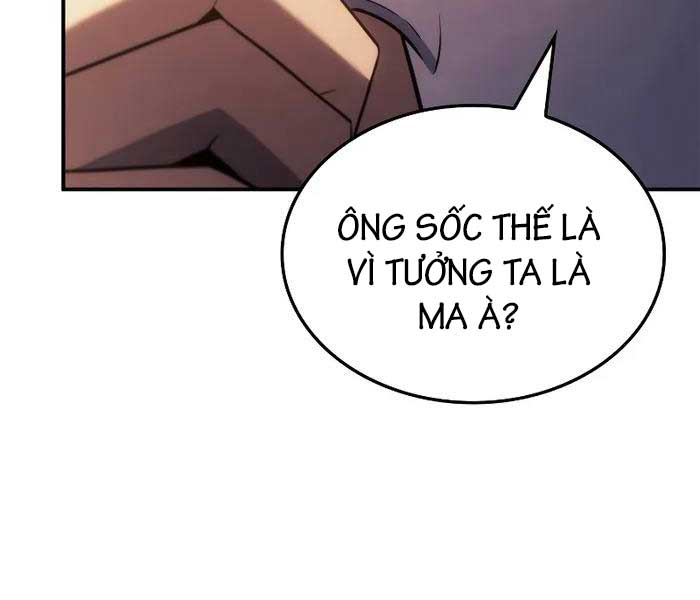 ÔNG SỐC THẾ LÀ
VÌ TƯỞNG TA LÀ
MA À?